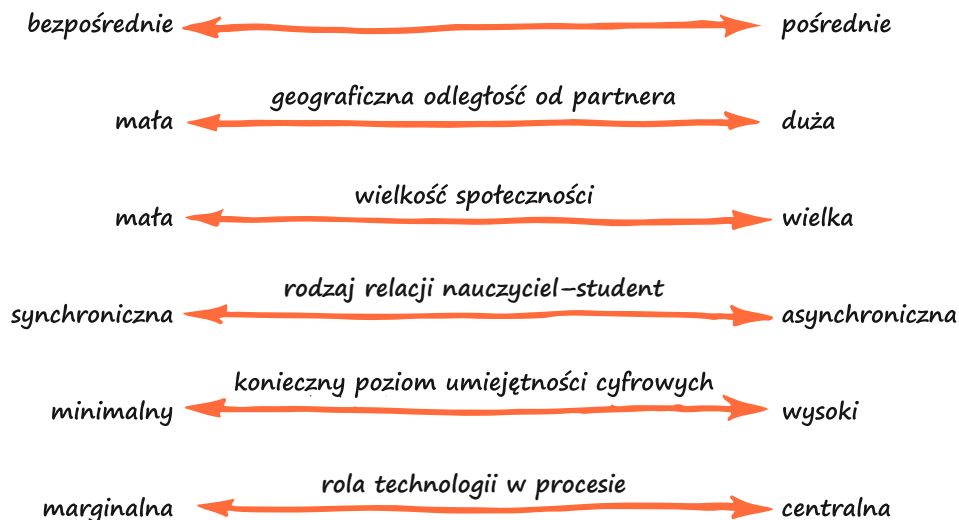 bezpośrednie pośrednie
geograficzna odległość od partnera
mała duża
wielkość społeczności
mała wielka
rodzaj relacji nauczyciel–student
synchroniczna asynchroniczna
konieczny poziom umiejętności cyfrowych
minimalny wysoki
rola technologii w procesie
marginalna centralna